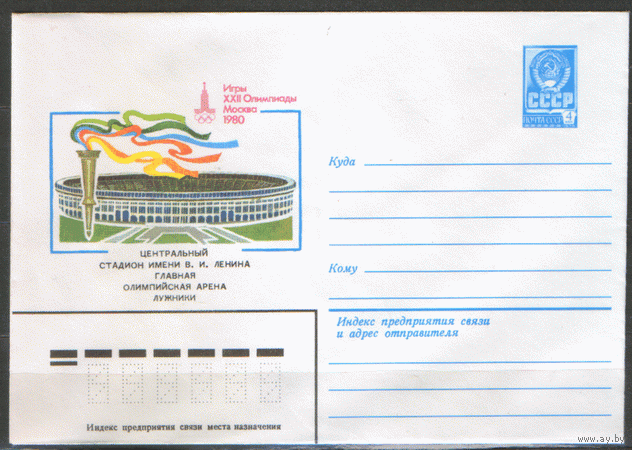 Игры
XXII Олимпиады
Москва
1980
СССР
ПОЧТА СССР 4
ЦЕНТРАЛЬНЫЙ
СТАДИОН ИМЕНИ В. И. ЛЕНИНА
ГЛАВНАЯ
ОЛИМПИЙСКАЯ АРЕНА
ЛУЖНИКИ
Куда
Кому
Индекс предприятия связи
и адрес отправителя
Индекс предприятия связи места назначения
www.ay.by